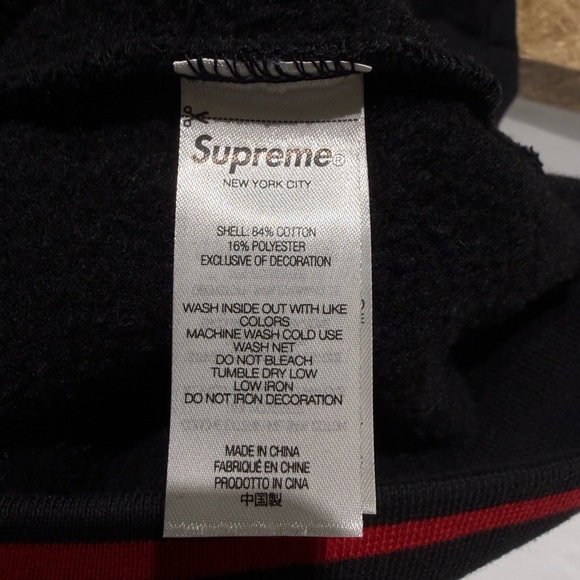 Supreme®
NEW YORK CITY
SHELL: 84% COTTON
16% POLYESTER
EXCLUSIVE OF DECORATION
WASH INSIDE OUT WITH LIKE
COLORS
MACHINE WASH COLD USE
WASH NET
DO NOT BLEACH
TUMBLE DRY LOW
LOW IRON
DO NOT IRON DECORATION
MADE IN CHINA
FABRIQUÉ EN CHINE
PRODOTTO IN CINA
中国製